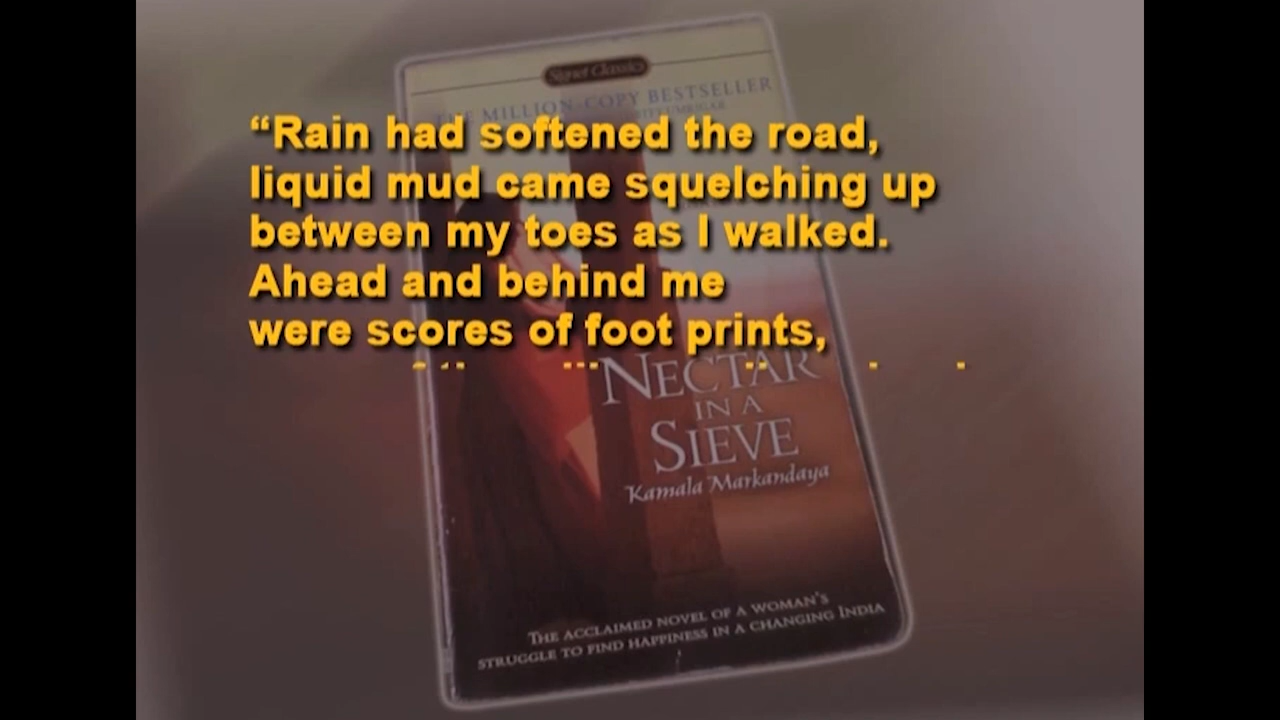 Signet Classics
MILLION-COPY BESTSELLER
“Rain had softened the road,
liquid mud came squelching up
between my toes as I walked.
Ahead and behind me
were scores of foot prints,
NECTAR
IN A
SIEVE
Kamala Markandaya
THE ACCLAIMED NOVEL OF A WOMAN'S
STRUGGLE TO FIND HAPPINESS IN A CHANGING INDIA